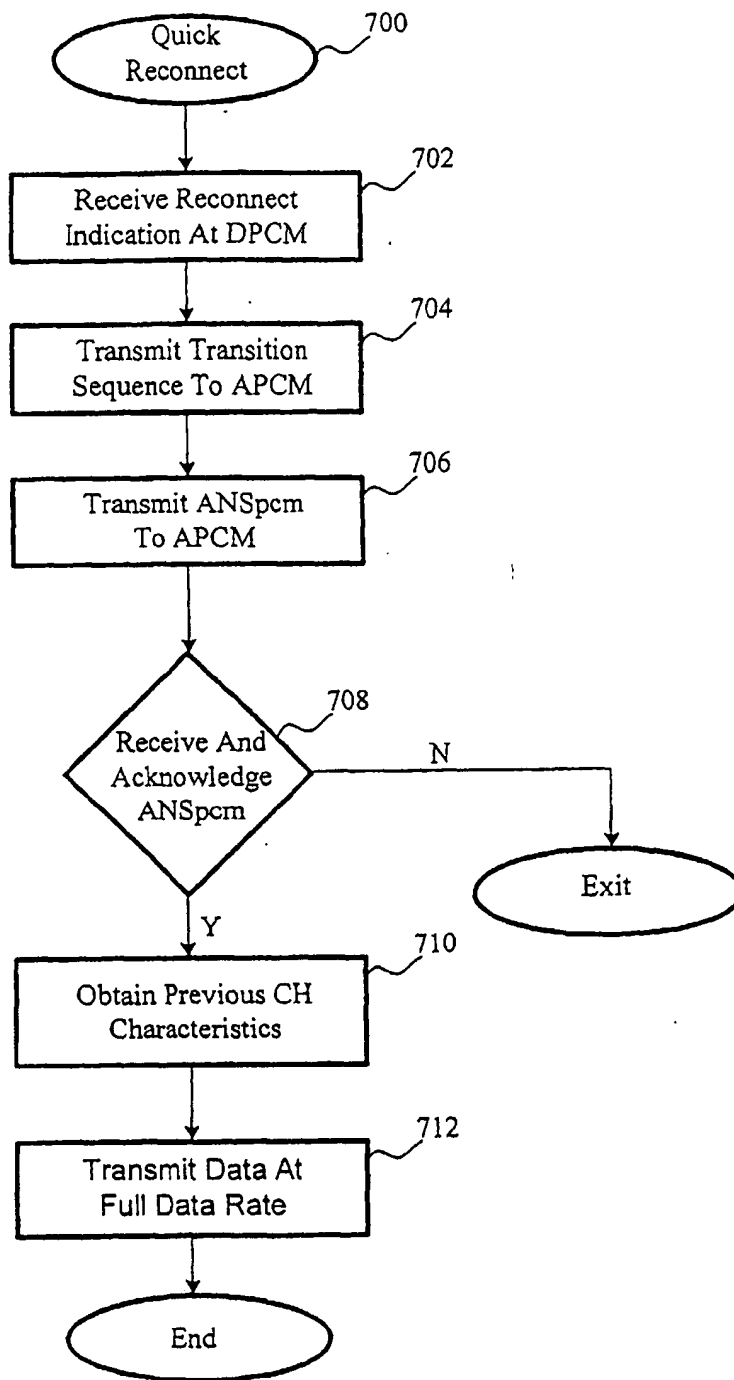 Quick
Reconnect
700
702
Receive Reconnect
Indication At DPCM
704
Transmit Transition
Sequence To APCM
706
Transmit ANSpcm
To APCM
708
Receive And
Acknowledge
ANSpcm
N
Exit
Y
710
Obtain Previous CH
Characteristics
712
Transmit Data At
Full Data Rate
End